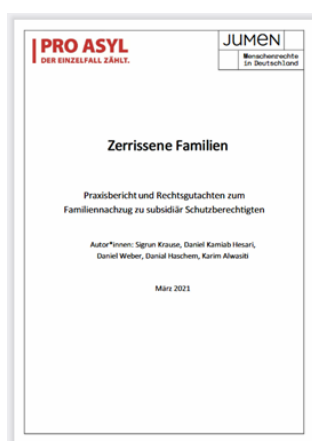 PRO ASYL
DER EINZELFALL ZÄHLT.
JUMEN
Menschenrechte
in Deutschland
Zerrissene Familien
Praxisbericht und Rechtsgutachten zum
Familiennachzug zu subsidiär Schutzberechtigten
Autor*innen: Sigrun Krause, Daniel Kamiab Hesari,
Daniel Weber, Danial Haschem, Karim Alwasiti
März 2021